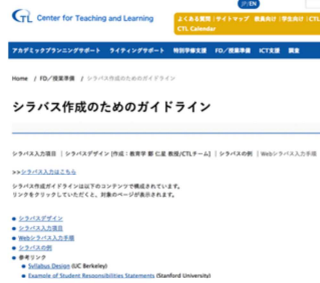 JP/EN
CTL Center for Teaching and Learning
よくある質問 | サイトマップ 教員向け | 学生向け | CTL
CTL Calendar
アカデミックプランニングサポート ライティングサポート 特別学修支援 FD／授業準備 ICT支援 調査
Home / FD／授業準備 / シラバス作成のためのガイドライン
シラバス作成のためのガイドライン
シラバス入力項目 | シラバスデザイン [作成：教育学 鄭 仁星 教授/CTLチーム] | シラバスの例 | Webシラバス入力手順
>>シラバス入力はこちら
シラバス作成ガイドラインは以下のコンテンツで構成されています。
リンクをクリックしていただくと、対象のページが表示されます。
シラバスデザイン
シラバス入力項目
Webシラバス入力手順
シラバスの例
参考リンク
Syllabus Design (UC Berkeley)
Example of Student Responsibilities Statements (Stanford University)